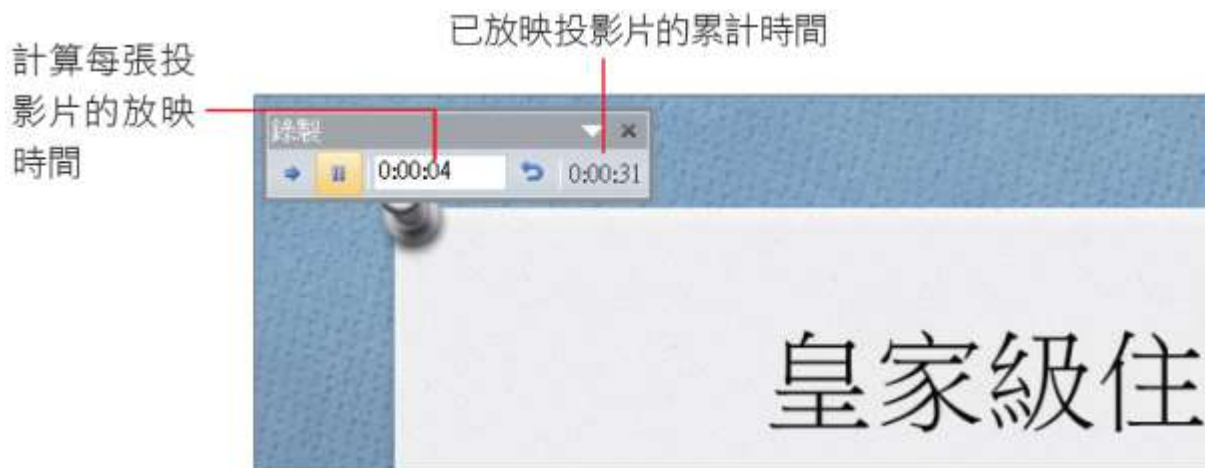 已放映投影片的累計時間
計算每張投
影片的放映
時間
錄製
0:00:04
0:00:31
皇家級住